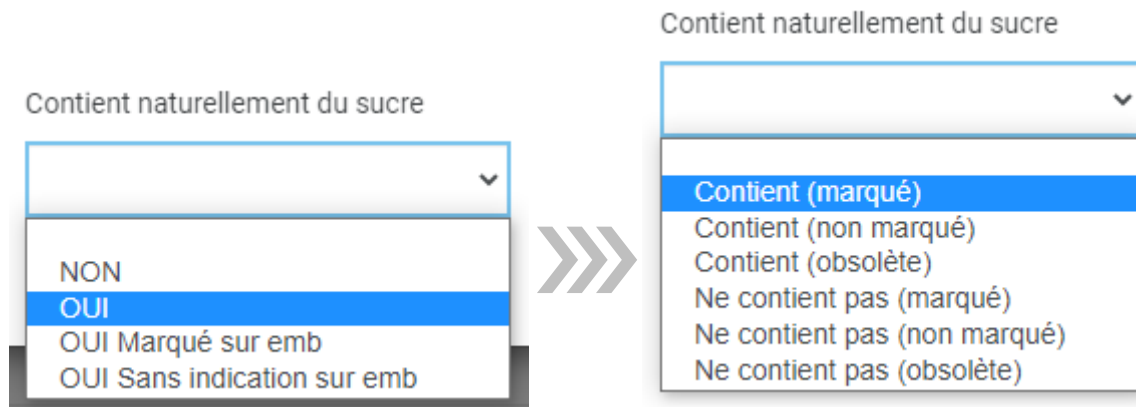 Contient naturellement du sucre
NON
OUI
OUI Marqué sur emb
OUI Sans indication sur emb
Contient naturellement du sucre
Contient (marqué)
Contient (non marqué)
Contient (obsolète)
Ne contient pas (marqué)
Ne contient pas (non marqué)
Ne contient pas (obsolète)